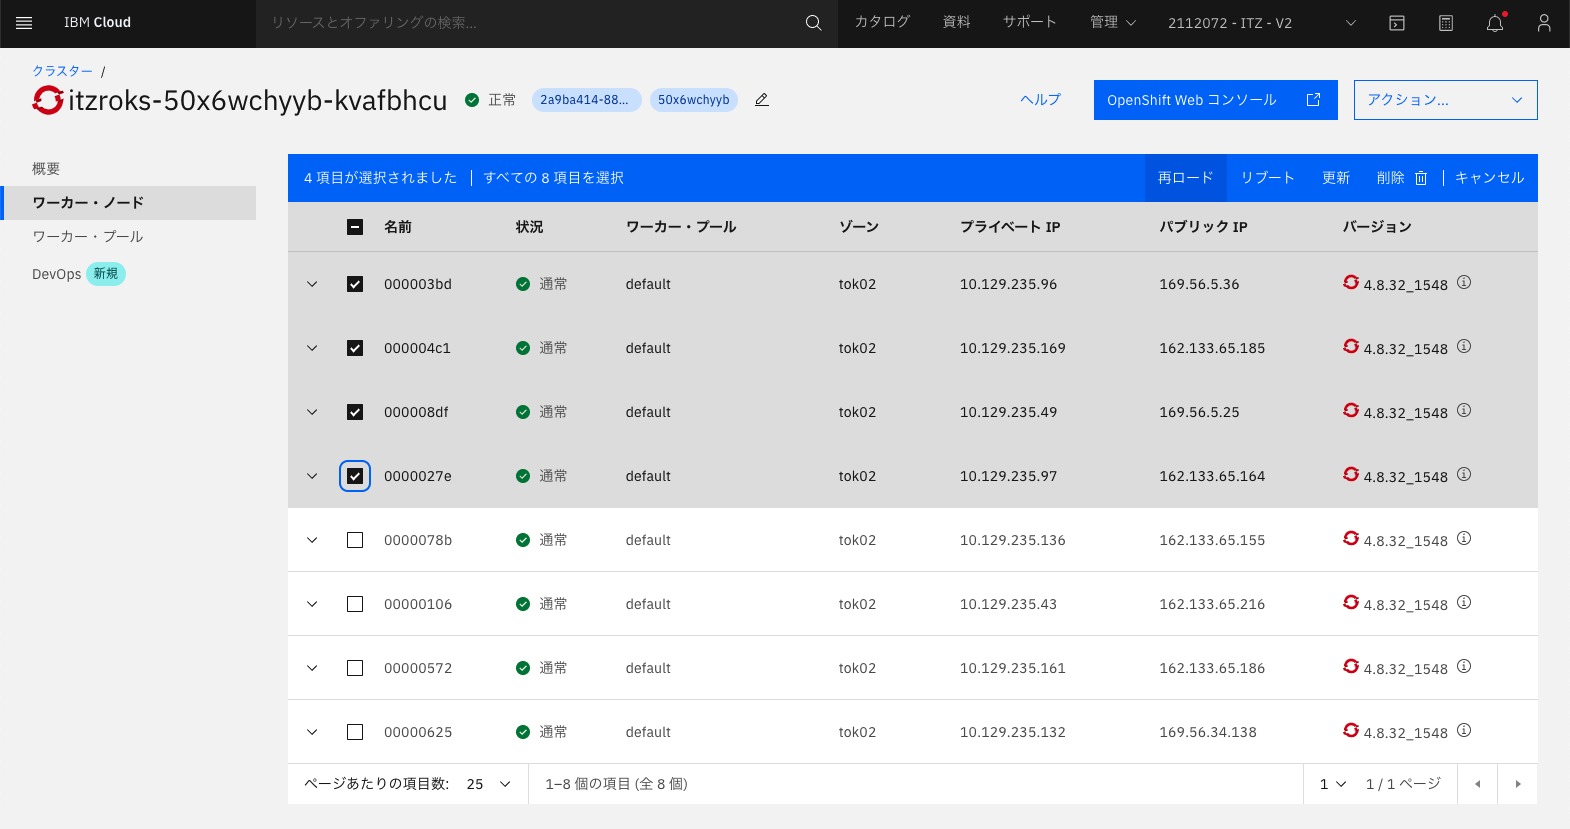 IBM Cloud
リソースとオファリングの検索...
カタログ
資料
サポート
管理
2112072 - ITZ - V2
クラスター /
itzroks-50x6wchyyb-kvafbhcu
正常
2a9ba414-88...
50x6wchyyb
ヘルプ
OpenShift Web コンソール
アクション...
概要
ワーカー・ノード
ワーカー・プール
DevOps 新規
4 項目が選択されました | すべての 8 項目を選択
再ロード リブート 更新 削除 | キャンセル
名前 状況 ワーカー・プール ゾーン プライベート IP パブリック IP バージョン
000003bd 通常 default tok02 10.129.235.96 169.56.5.36 4.8.32_1548
000004c1 通常 default tok02 10.129.235.169 162.133.65.185 4.8.32_1548
000008df 通常 default tok02 10.129.235.49 169.56.5.25 4.8.32_1548
0000027e 通常 default tok02 10.129.235.97 162.133.65.164 4.8.32_1548
0000078b 通常 default tok02 10.129.235.136 162.133.65.155 4.8.32_1548
00000106 通常 default tok02 10.129.235.43 162.133.65.216 4.8.32_1548
00000572 通常 default tok02 10.129.235.161 162.133.65.186 4.8.32_1548
00000625 通常 default tok02 10.129.235.132 169.56.34.138 4.8.32_1548
ページあたりの項目数: 25 1–8 個の項目 (全 8 個) 1 1 / 1 ページ